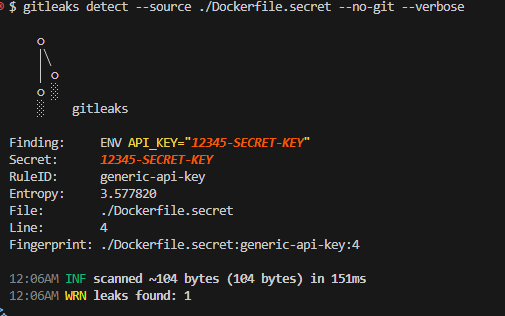 $ gitleaks detect --source ./Dockerfile.secret --no-git --verbose
○
│╲
│ ○
○ ░
░ gitleaks
Finding: ENV API_KEY="12345-SECRET-KEY"
Secret: 12345-SECRET-KEY
RuleID: generic-api-key
Entropy: 3.577820
File: ./Dockerfile.secret
Line: 4
Fingerprint: ./Dockerfile.secret:generic-api-key:4
12:06AM INF scanned ~104 bytes (104 bytes) in 151ms
12:06AM WRN leaks found: 1